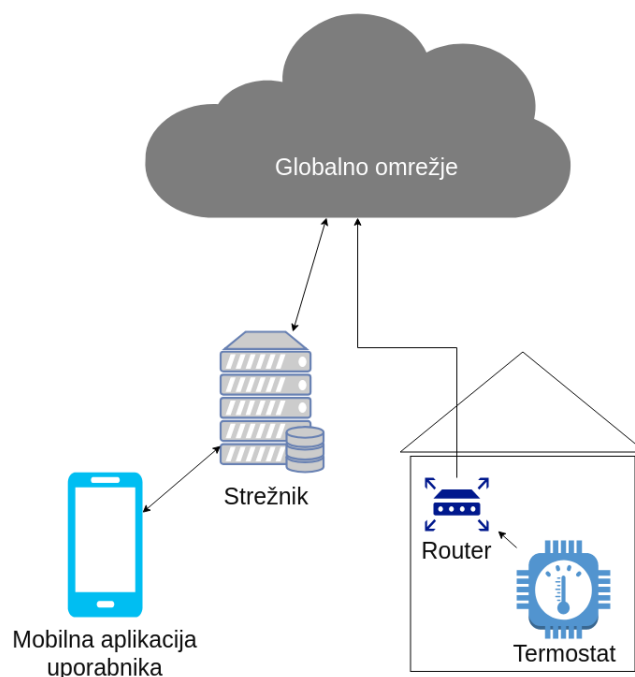 Globalno omrežje
Strežnik
Router
Termostat
Mobilna aplikacija
uporabnika